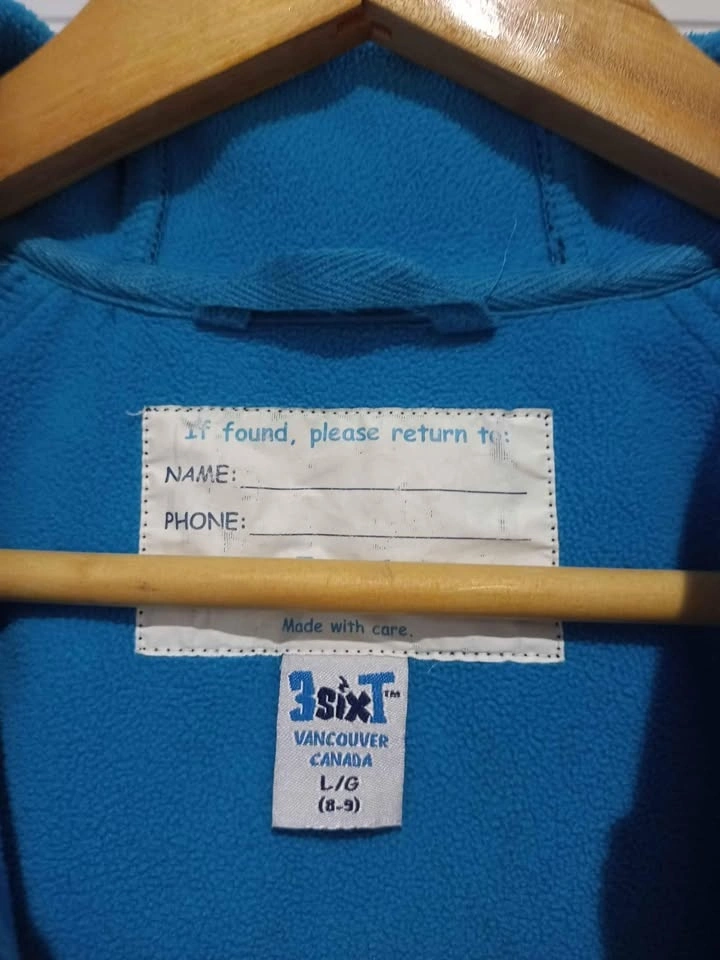 If found, please return to:
NAME:
PHONE:
Made with care.
3sixT™
VANCOUVER
CANADA
L/G
(8-9)